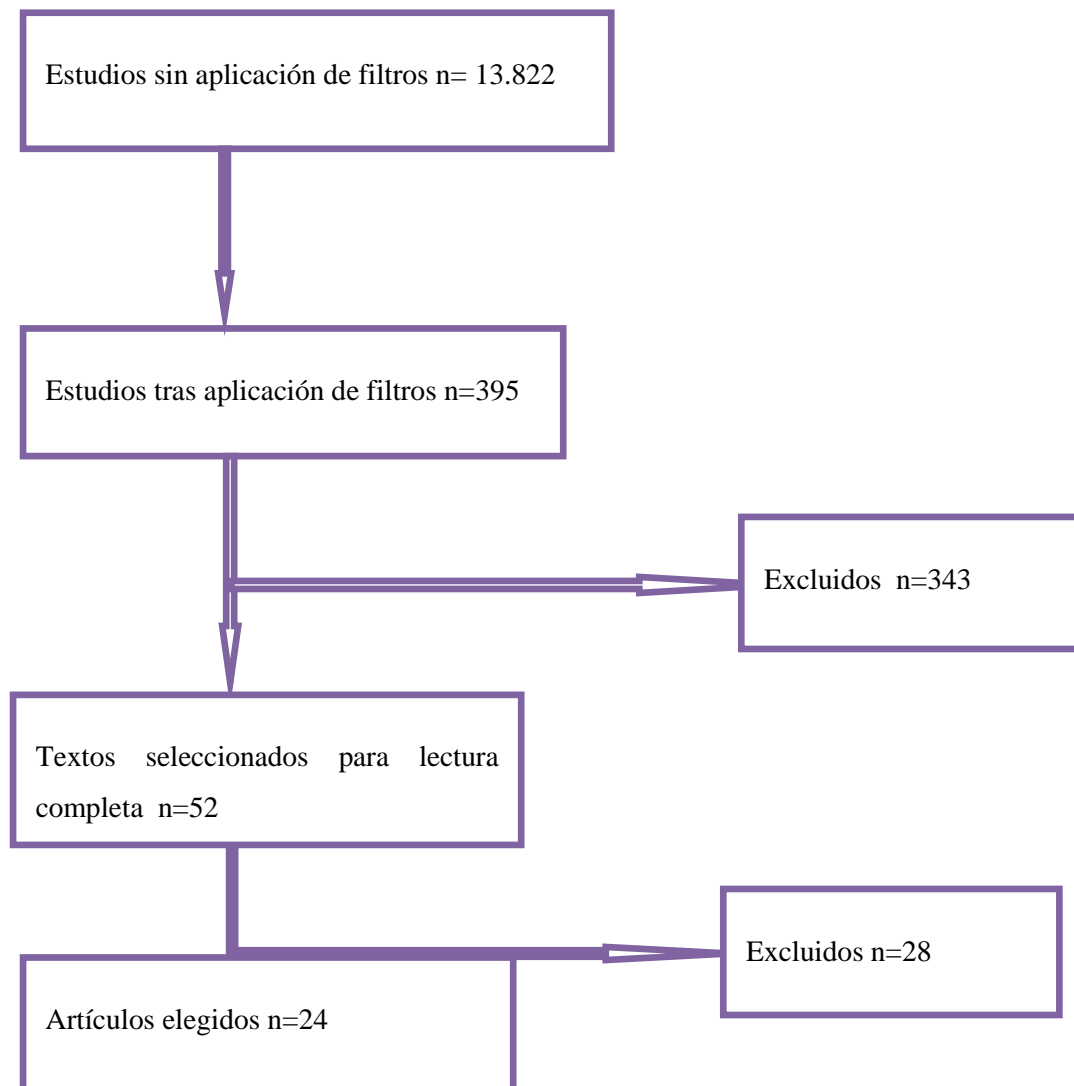 Estudios sin aplicación de filtros n= 13.822
Estudios tras aplicación de filtros n=395
Excluidos n=343
Textos seleccionados para lectura
completa n=52
Excluidos n=28
Artículos elegidos n=24